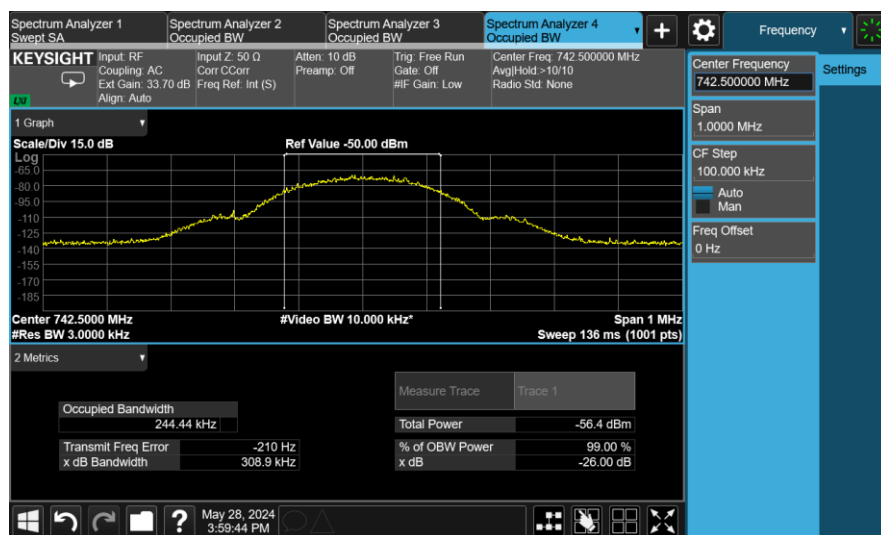 Spectrum Analyzer 1
Swept SA
Spectrum Analyzer 2
Occupied BW
Spectrum Analyzer 3
Occupied BW
Spectrum Analyzer 4
Occupied BW
Frequency
KEYSIGHT
Input: RF
Coupling: AC
Ext Gain: 33.70 dB
Align: Auto
Input Z: 50 Ω
Corr CCorr
Freq Ref: Int (S)
Atten: 10 dB
Preamp: Off
Trig: Free Run
Gate: Off
#IF Gain: Low
Center Freq: 742.500000 MHz
Avg|Hold:>10/10
Radio Std: None
Center Frequency
742.500000 MHz
Settings
Span
1.0000 MHz
CF Step
100.000 kHz
Auto
Man
Freq Offset
0 Hz
1 Graph
Scale/Div 15.0 dB
Ref Value -50.00 dBm
Log
-65.0
-80.0
-95.0
-110
-125
-140
-155
-170
-185
Center 742.5000 MHz
#Video BW 10.000 kHz*
Span 1 MHz
#Res BW 3.0000 kHz
Sweep 136 ms (1001 pts)
2 Metrics
Measure Trace
Trace 1
Occupied Bandwidth
244.44 kHz
Total Power
-56.4 dBm
Transmit Freq Error
-210 Hz
% of OBW Power
99.00 %
x dB Bandwidth
308.9 kHz
x dB
-26.00 dB
?
May 28, 2024
3:59:44 PM